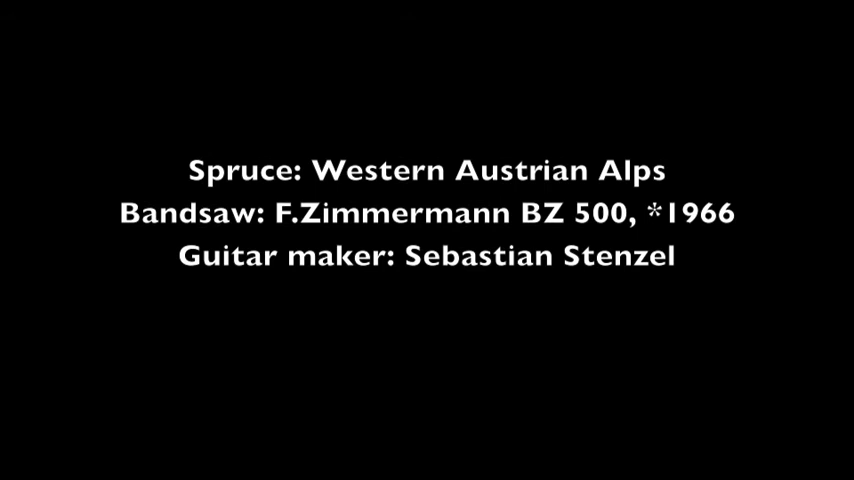 Spruce: Western Austrian Alps
Bandsaw: F.Zimmermann BZ 500, *1966
Guitar maker: Sebastian Stenzel